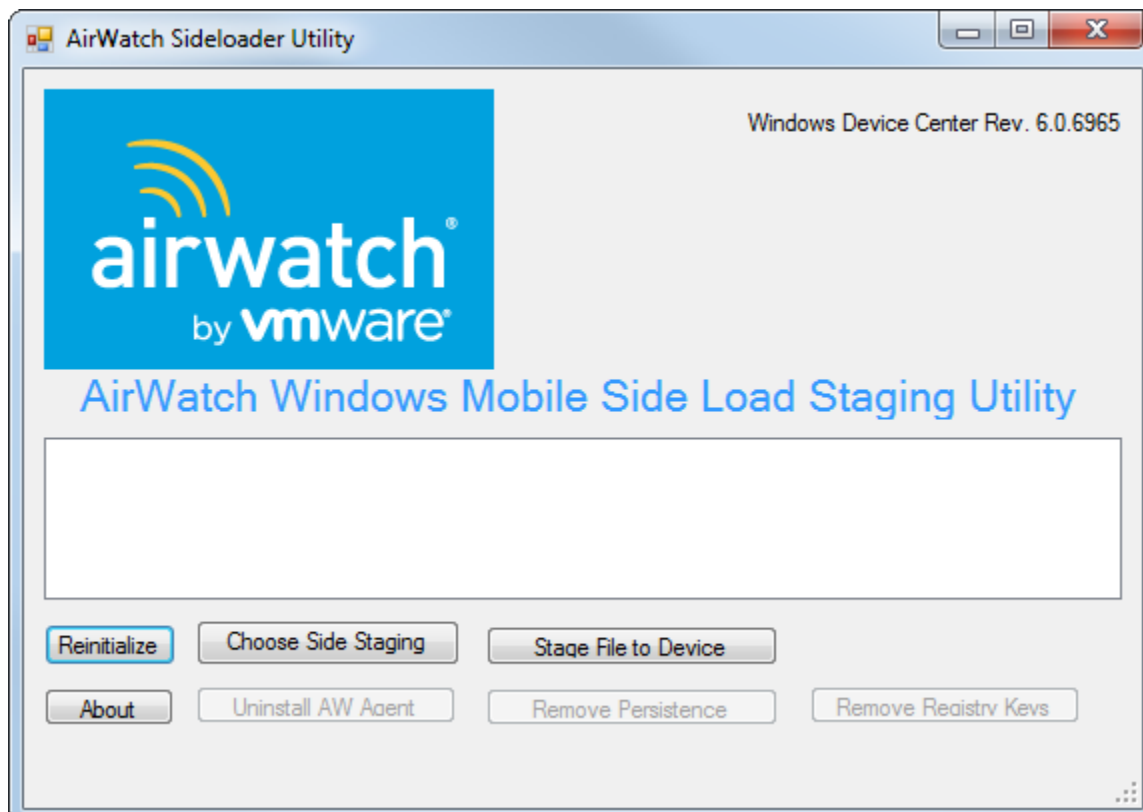 AirWatch Sideloader Utility
Windows Device Center Rev. 6.0.6965
airwatch®
by vmware®
AirWatch Windows Mobile Side Load Staging Utility
Reinitialize
Choose Side Staging
Stage File to Device
About
Uninstall AW Agent
Remove Persistence
Remove Registry Keys